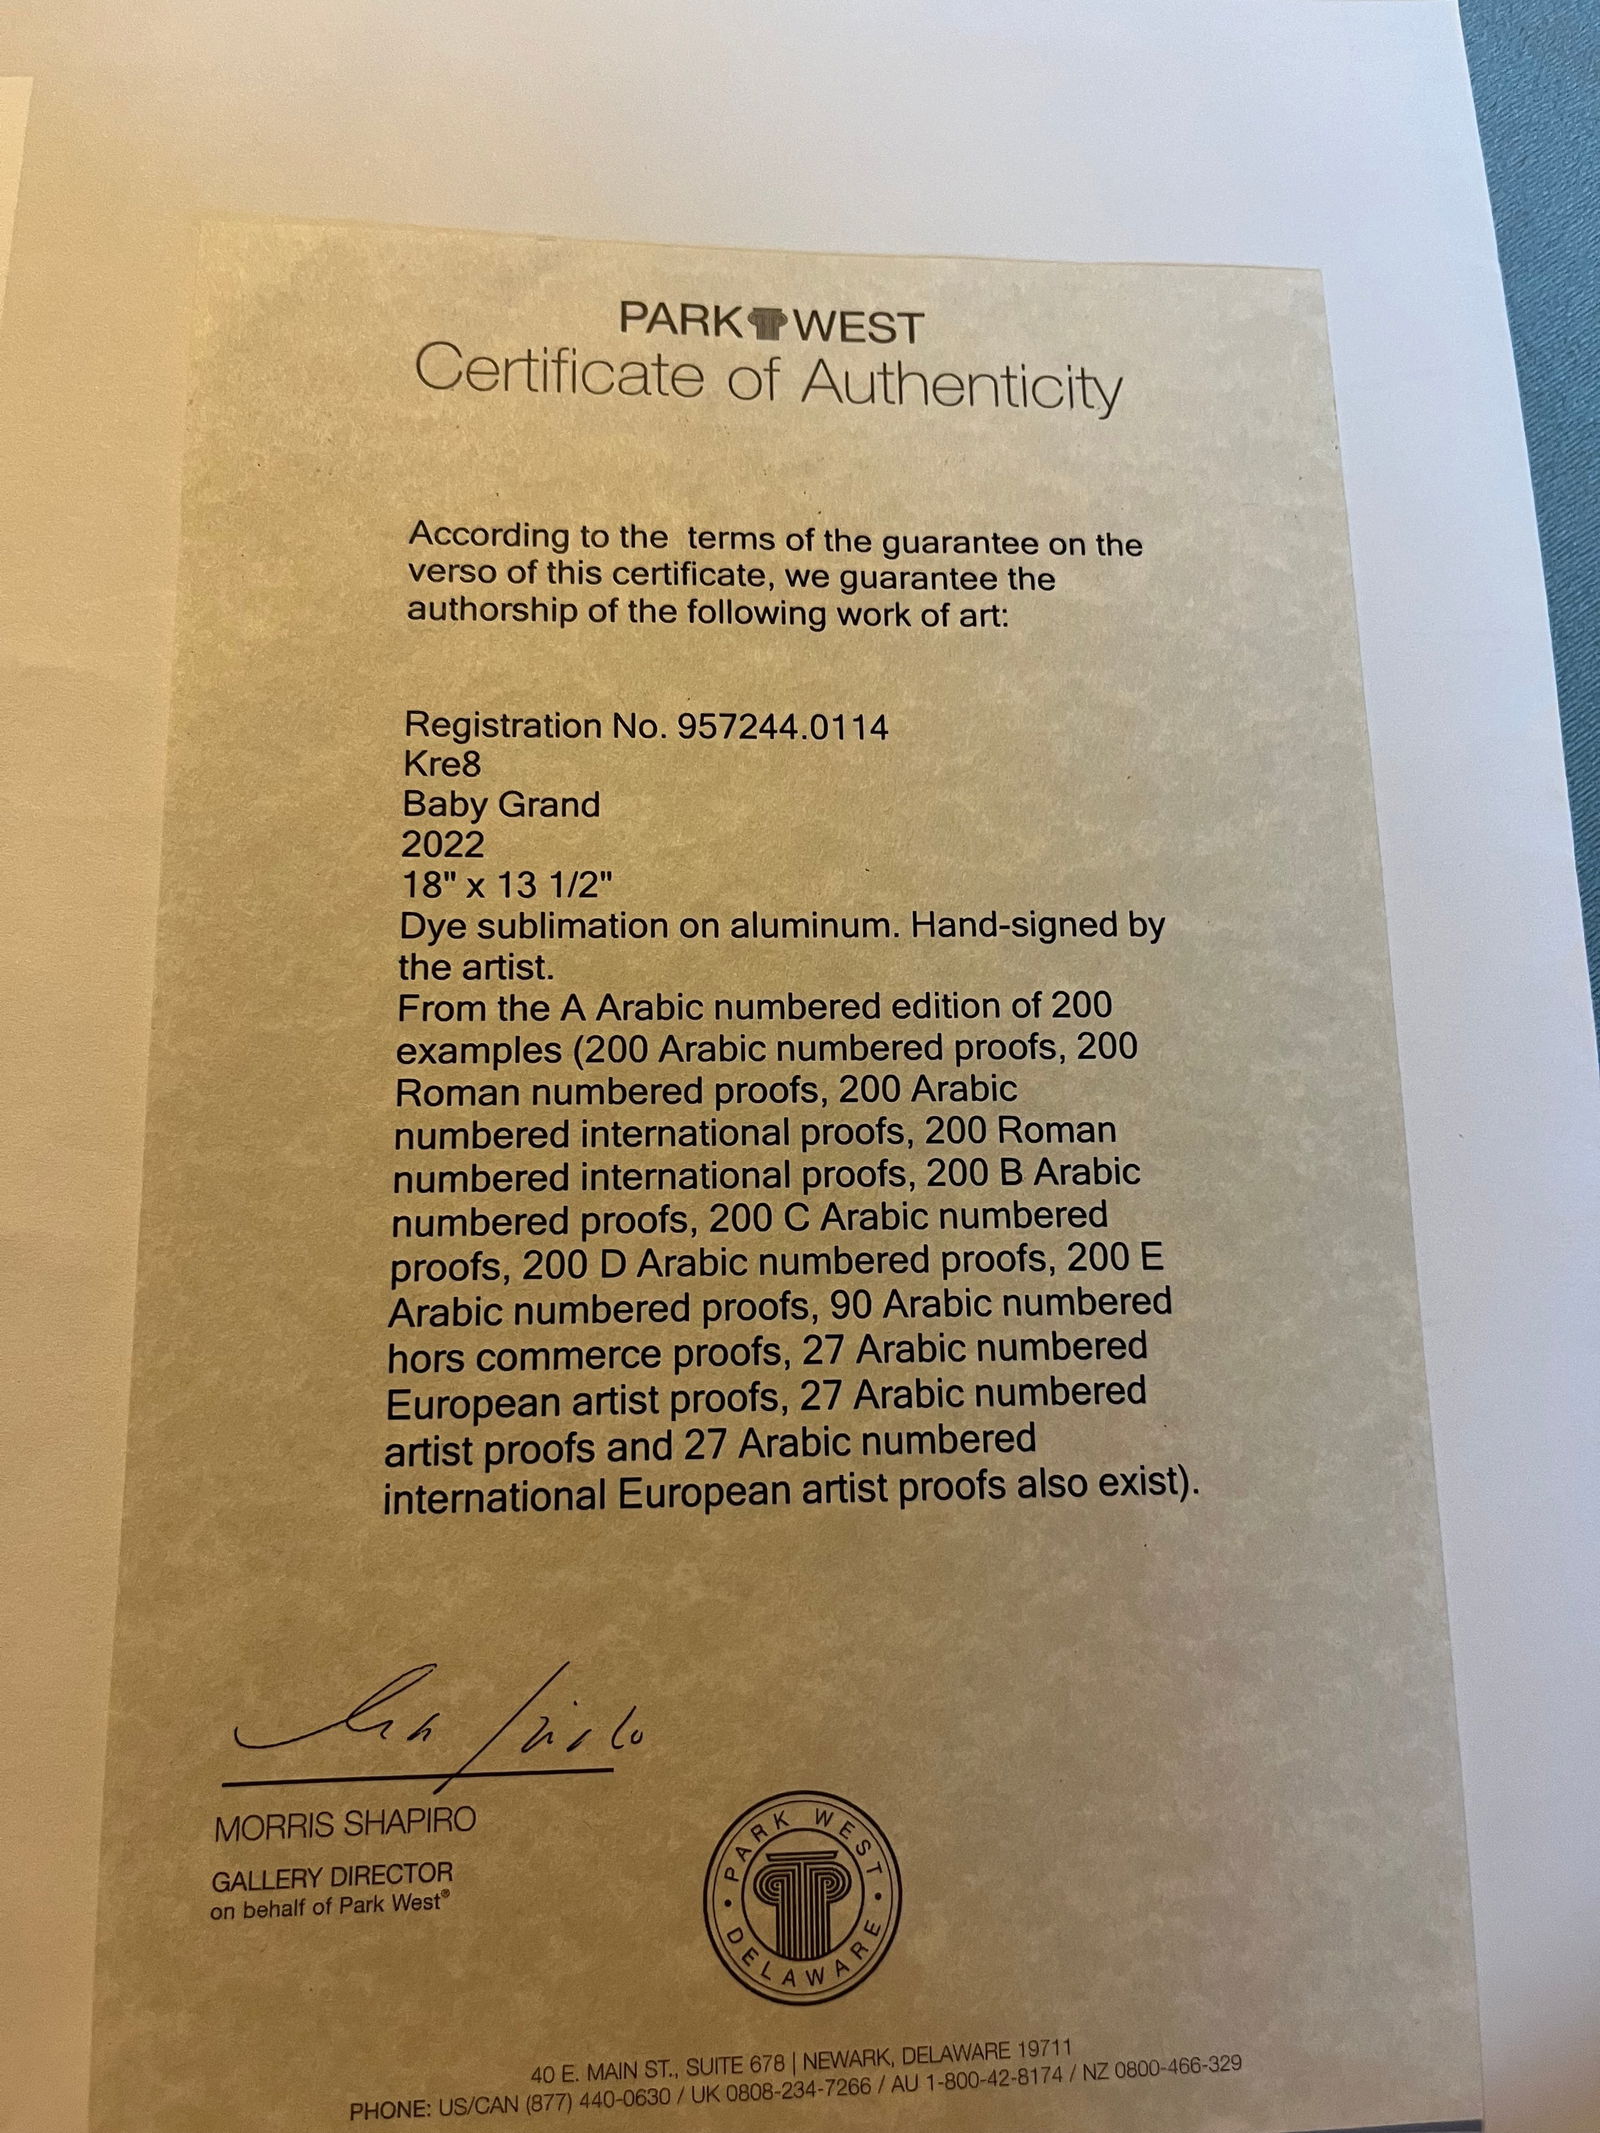 PARK WEST
Certificate of Authenticity
According to the terms of the guarantee on the
verso of this certificate, we guarantee the
authorship of the following work of art:
Registration No. 957244.0114
Kre8
Baby Grand
2022
18" x 13 1/2"
Dye sublimation on aluminum. Hand-signed by
the artist.
From the A Arabic numbered edition of 200
examples (200 Arabic numbered proofs, 200
Roman numbered proofs, 200 Arabic
numbered international proofs, 200 Roman
numbered international proofs, 200 B Arabic
numbered proofs, 200 C Arabic numbered
proofs, 200 D Arabic numbered proofs, 200 E
Arabic numbered proofs, 90 Arabic numbered
hors commerce proofs, 27 Arabic numbered
European artist proofs, 27 Arabic numbered
artist proofs and 27 Arabic numbered
international European artist proofs also exist).
MORRIS SHAPIRO
GALLERY DIRECTOR
on behalf of Park West®
PARK WEST
• DELAWARE •
40 E. MAIN ST., SUITE 678 | NEWARK, DELAWARE 19711
PHONE: US/CAN (877) 440-0630 / UK 0808-234-7266 / AU 1-800-42-8174 / NZ 0800-466-329